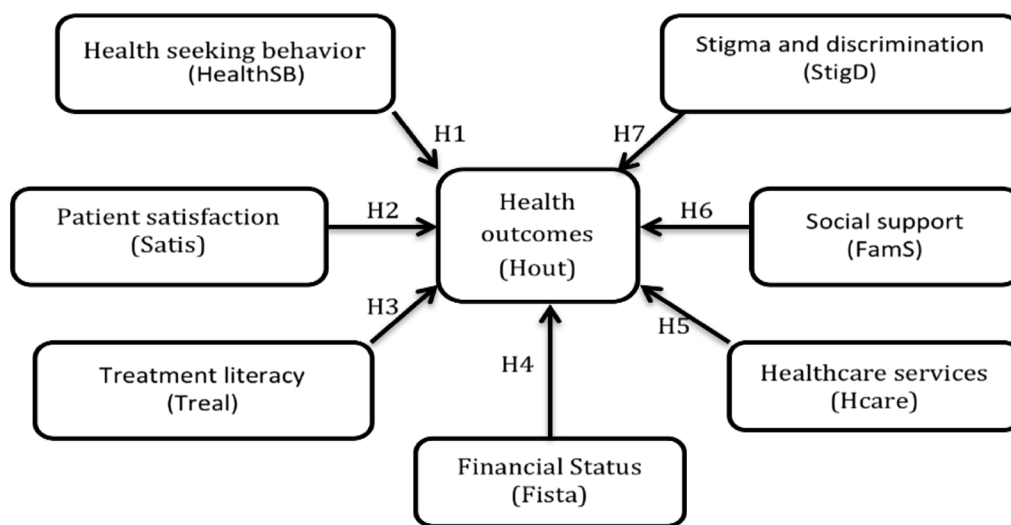 Health seeking behavior
(HealthSB)
Stigma and discrimination
(StigD)
H1
H7
Patient satisfaction
(Satis)
H2
Health
outcomes
(Hout)
H6
Social support
(FamS)
H3
H5
Treatment literacy
(Treal)
H4
Healthcare services
(Hcare)
Financial Status
(Fista)